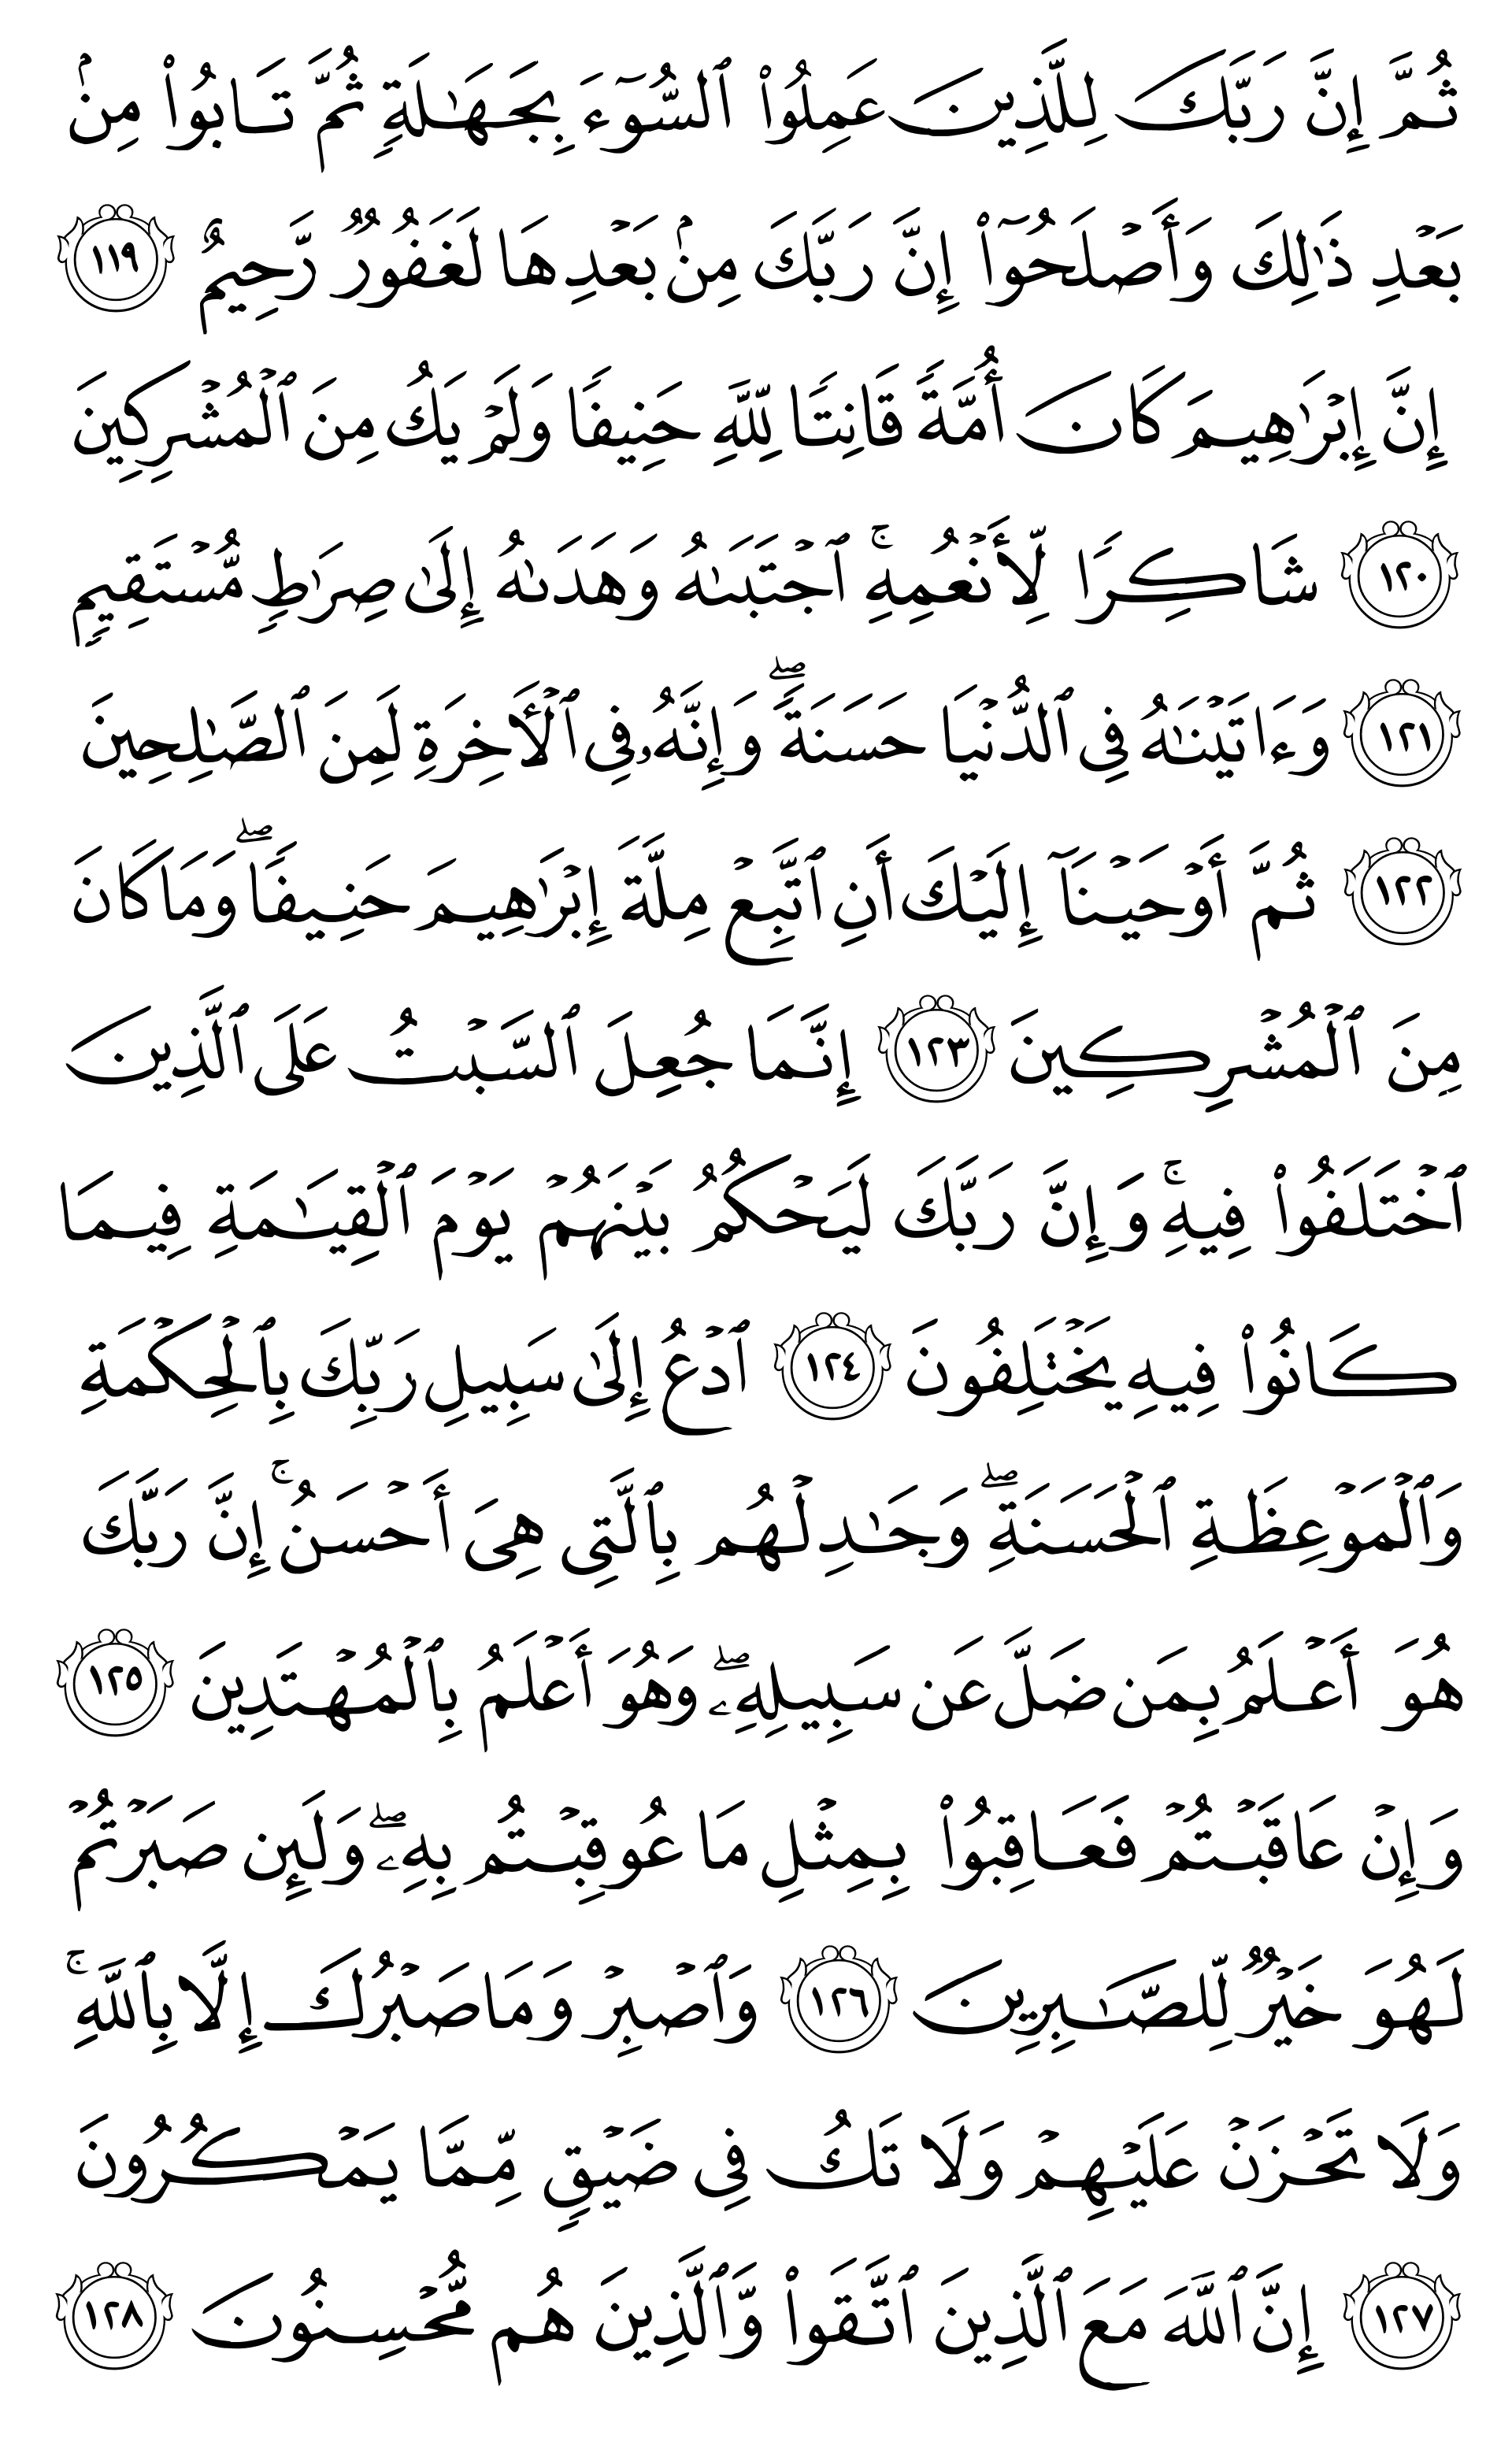 ثُمَّ إِنَّ رَبَّكَ لِلَّذِينَ عَمِلُوا۟ ٱلسُّوٓءَ بِجَهَٰلَةٍ ثُمَّ تَابُوا۟ مِنۢ
بَعْدِ ذَٰلِكَ وَأَصْلَحُوٓا۟ إِنَّ رَبَّكَ مِنۢ بَعْدِهَا لَغَفُورٌ رَّحِيمٌ ١١٩
إِنَّ إِبْرَٰهِيمَ كَانَ أُمَّةً قَانِتًا لِّلَّهِ حَنِيفًا وَلَمْ يَكُ مِنَ ٱلْمُشْرِكِينَ
١٢٠ شَاكِرًا لِّأَنْعُمِهِ ۚ ٱجْتَبَىٰهُ وَهَدَىٰهُ إِلَىٰ صِرَٰطٍ مُّسْتَقِيمٍ
١٢١ وَءَاتَيْنَٰهُ فِى ٱلدُّنْيَا حَسَنَةً ۖ وَإِنَّهُۥ فِى ٱلْـَٔاخِرَةِ لَمِنَ ٱلصَّٰلِحِينَ
١٢٢ ثُمَّ أَوْحَيْنَآ إِلَيْكَ أَنِ ٱتَّبِعْ مِلَّةَ إِبْرَٰهِيمَ حَنِيفًا ۖ وَمَا كَانَ
مِنَ ٱلْمُشْرِكِينَ ١٢٣ إِنَّمَا جُعِلَ ٱلسَّبْتُ عَلَى ٱلَّذِينَ
ٱخْتَلَفُوا۟ فِيهِ ۚ وَإِنَّ رَبَّكَ لَيَحْكُمُ بَيْنَهُمْ يَوْمَ ٱلْقِيَٰمَةِ فِيمَا
كَانُوا۟ فِيهِ يَخْتَلِفُونَ ١٢٤ ٱدْعُ إِلَىٰ سَبِيلِ رَبِّكَ بِٱلْحِكْمَةِ
وَٱلْمَوْعِظَةِ ٱلْحَسَنَةِ ۖ وَجَٰدِلْهُم بِٱلَّتِى هِىَ أَحْسَنُ ۚ إِنَّ رَبَّكَ
هُوَ أَعْلَمُ بِمَن ضَلَّ عَن سَبِيلِهِۦ ۖ وَهُوَ أَعْلَمُ بِٱلْمُهْتَدِينَ ١٢٥
وَإِنْ عَاقَبْتُمْ فَعَاقِبُوا۟ بِمِثْلِ مَا عُوقِبْتُم بِهِۦ ۖ وَلَئِن صَبَرْتُمْ
لَهُوَ خَيْرٌ لِّلصَّٰبِرِينَ ١٢٦ وَٱصْبِرْ وَمَا صَبْرُكَ إِلَّا بِٱللَّهِ ۚ
وَلَا تَحْزَنْ عَلَيْهِمْ وَلَا تَكُ فِى ضَيْقٍ مِّمَّا يَمْكُرُونَ
١٢٧ إِنَّ ٱللَّهَ مَعَ ٱلَّذِينَ ٱتَّقَوا۟ وَّٱلَّذِينَ هُم مُّحْسِنُونَ ١٢٨